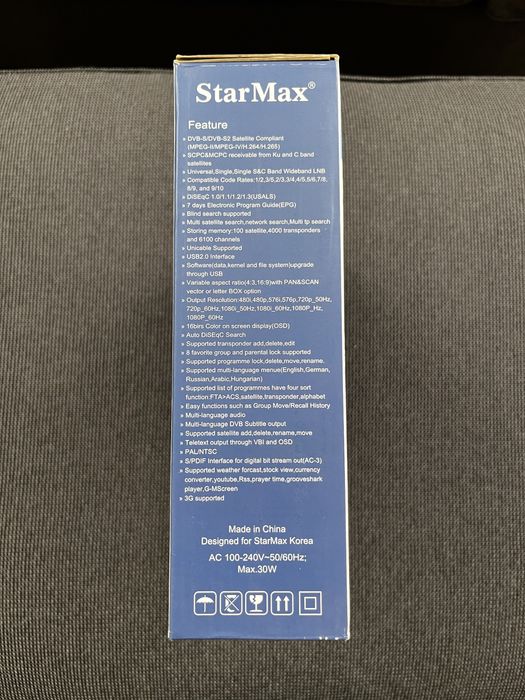 StarMax®
Feature
» DVB-S/DVB-S2 Satellite Compliant
(MPEG-II/MPEG-IV/H.264/H.265)
» SCPC&MCPC receivable from Ku and C band
satellites
» Universal,Single,Single S&C Band Wideband LNB
» Compatible Code Rates:1/2,3/5,2/3,3/4,4/5,5/6,7/8,
8/9, and 9/10
» DiSEqC 1.0/1.1/1.2/1.3(USALS)
» 7 days Electronic Program Guide(EPG)
» Blind search supported
» Multi satellite search,network search,Multi tp search
» Storing memory:100 satellite,4000 transponders
and 6100 channels
» Unicable Supported
» USB2.0 Interface
» Software(data,kernel and file system)upgrade
through USB
» Variable aspect ratio(4:3,16:9)with PAN&SCAN
vector or letter BOX option
» Output Resolution:480i,480p,576i,576p,720p_50Hz,
720p_60Hz,1080i_50Hz,1080i_60Hz,1080P_Hz,
1080P_60Hz
» 16birs Color on screen display(OSD)
» Auto DiSEqC Search
» Supported transponder add,delete,edit
» 8 favorite group and parental lock supported
» Supported programme lock,delete,move,rename.
» Supported multi-language menue(English,German,
Russian,Arabic,Hungarian)
» Supported list of programmes have four sort
function:FTA>ACS,satellite,transponder,alphabet
» Easy functions such as Group Move/Recall History
» Multi-language audio
» Multi-language DVB Subtitle output
» Supported satellite add,delete,rename,move
» Teletext output through VBI and OSD
» PAL/NTSC
» S/PDIF Interface for digital bit stream out(AC-3)
» Supported weather forcast,stock view,currency
converter,youtube,Rss,prayer time,grooveshark
player,G-MScreen
» 3G supported
Made in China
Designed for StarMax Korea
AC 100-240V~50/60Hz;
Max.30W